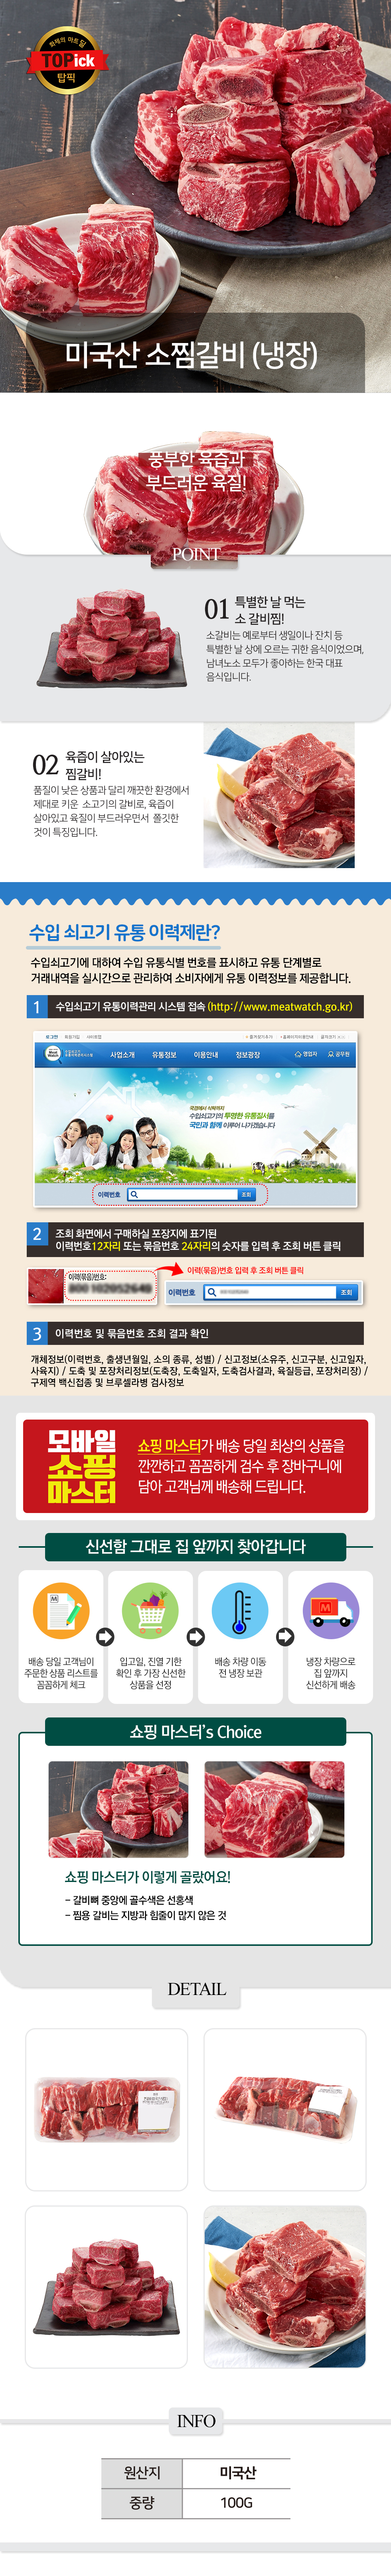 화제의 마트템
TOPick
탑픽
미국산 소찜갈비 (냉장)
풍부한 육즙과
부드러운 육질!
POINT
01 특별한 날 먹는
소 갈비찜!
소갈비는 예로부터 생일이나 잔치 등
특별한 날 상에 오르는 귀한 음식이었으며,
남녀노소 모두가 좋아하는 한국 대표
음식입니다.
02 육즙이 살아있는
찜갈비!
품질이 낮은 상품과 달리 깨끗한 환경에서
제대로 키운 소고기의 갈비로, 육즙이
살아있고 육질이 부드러우면서 쫄깃한
것이 특징입니다.
수입 쇠고기 유통 이력제란?
수입쇠고기에 대하여 수입 유통식별 번호를 표시하고 유통 단계별로
거래내역을 실시간으로 관리하여 소비자에게 유통 이력정보를 제공합니다.
1 수입쇠고기 유통이력관리 시스템 접속 (http://www.meatwatch.go.kr)
로그인 회원가입 사이트맵
사업소개 유통정보 이용안내 정보광장 영업자 공무원
국경에서 식탁까지
수입쇠고기의 투명한 유통질서를
국민과 함께 이루어 나가겠습니다
이력번호 조회
2 조회 화면에서 구매하실 포장지에 표기된
이력번호12자리 또는 묶음번호 24자리의 숫자를 입력 후 조회 버튼 클릭
이력(묶음)번호:
이력(묶음)번호 입력 후 조회 버튼 클릭
이력번호 조회
3 이력번호 및 묶음번호 조회 결과 확인
개체정보(이력번호, 출생년월일, 소의 종류, 성별) / 신고정보(소유주, 신고구분, 신고일자,
사육지) / 도축 및 포장처리정보(도축장, 도축일자, 도축검사결과, 육질등급, 포장처리장) /
구제역 백신접종 및 브루셀라병 검사정보
모바일
쇼핑
마스터
쇼핑 마스터가 배송 당일 최상의 상품을
깐깐하고 꼼꼼하게 검수 후 장바구니에
담아 고객님께 배송해 드립니다.
신선함 그대로 집 앞까지 찾아갑니다
배송 당일 고객님이
주문한 상품 리스트를
꼼꼼하게 체크
입고일, 진열 기한
확인 후 가장 신선한
상품을 선정
배송 차량 이동
전 냉장 보관
냉장 차량으로
집 앞까지
신선하게 배송
쇼핑 마스터's Choice
쇼핑 마스터가 이렇게 골랐어요!
- 갈비뼈 중앙에 골수색은 선홍색
- 찜용 갈비는 지방과 힘줄이 많지 않은 것
DETAIL
INFO
원산지 미국산
중량 100G